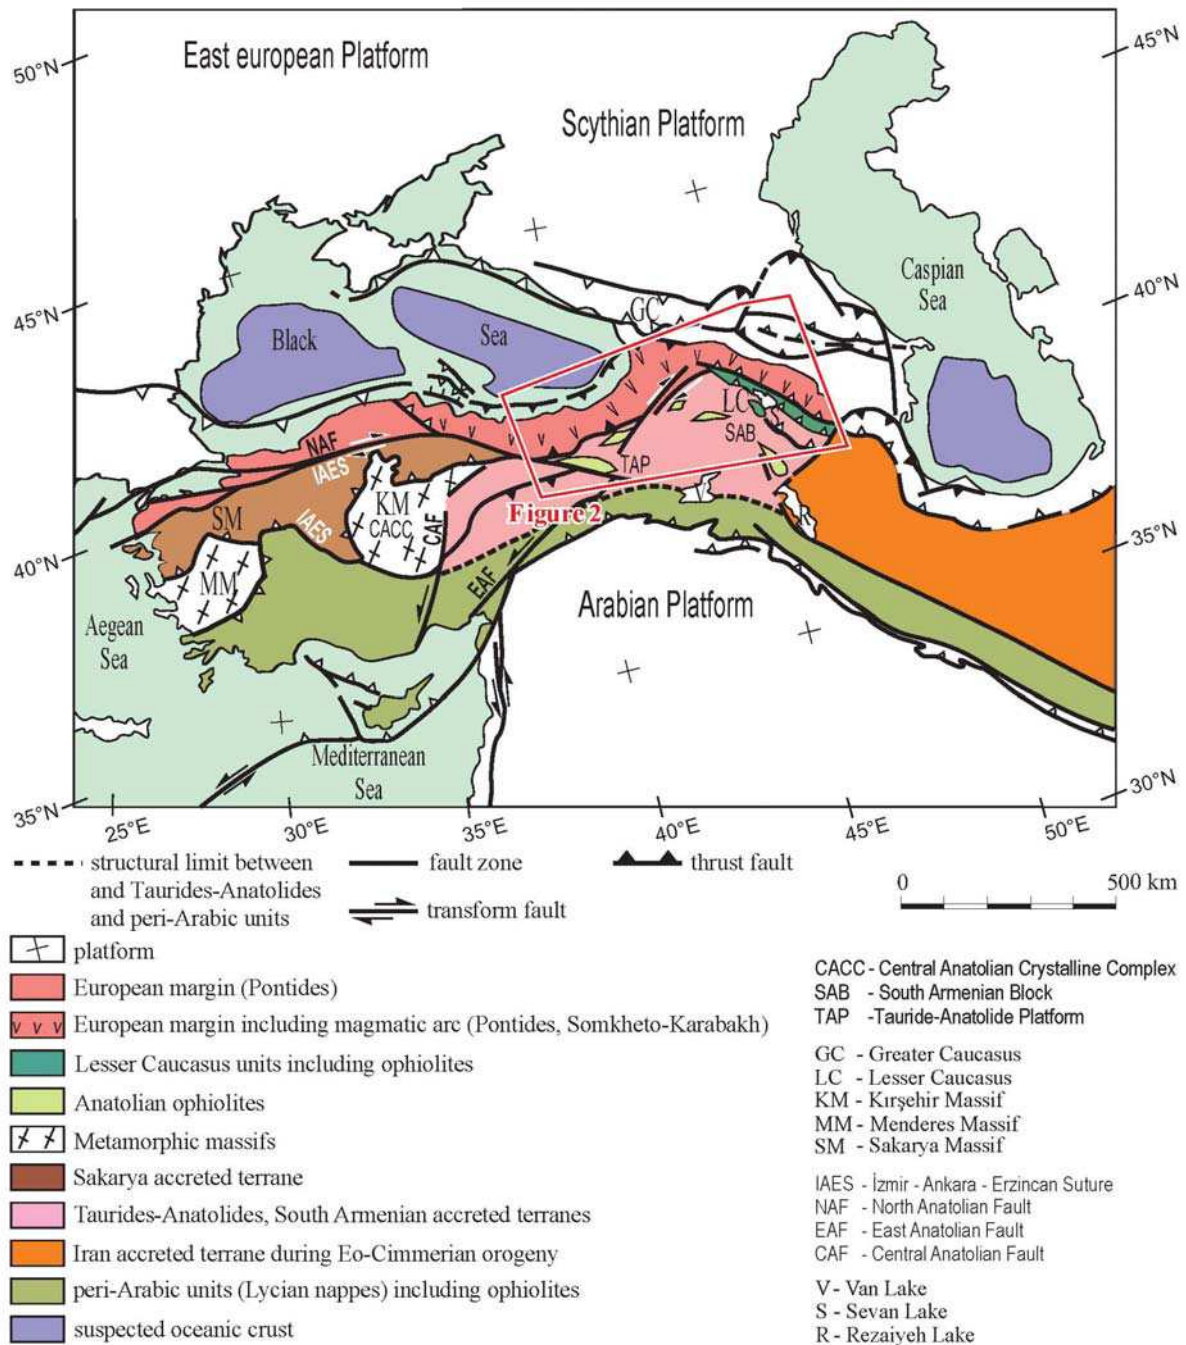 East european Platform
Scythian Platform
50°N
45°N
45°N
40°N
40°N
35°N
35°N
30°N
Caspian
Sea
GC
Black
Sea
LC
S
SAB
NAF
IAES
TAP
V
R
KM
CACC
CAF
Figure 2
SM
IAES
MM
EAF
Arabian Platform
Aegean
Sea
Mediterranean
Sea
25°E
30°E
35°E
40°E
45°E
50°E
structural limit between
and Taurides-Anatolides
and peri-Arabic units
fault zone
thrust fault
transform fault
0 500 km
platform
European margin (Pontides)
European margin including magmatic arc (Pontides, Somkheto-Karabakh)
Lesser Caucasus units including ophiolites
Anatolian ophiolites
Metamorphic massifs
Sakarya accreted terrane
Taurides-Anatolides, South Armenian accreted terranes
Iran accreted terrane during Eo-Cimmerian orogeny
peri-Arabic units (Lycian nappes) including ophiolites
suspected oceanic crust
CACC - Central Anatolian Crystalline Complex
SAB - South Armenian Block
TAP -Tauride-Anatolide Platform
GC - Greater Caucasus
LC - Lesser Caucasus
KM - Kırşehir Massif
MM - Menderes Massif
SM - Sakarya Massif
IAES - İzmir - Ankara - Erzincan Suture
NAF - North Anatolian Fault
EAF - East Anatolian Fault
CAF - Central Anatolian Fault
V - Van Lake
S - Sevan Lake
R - Rezaiyeh Lake